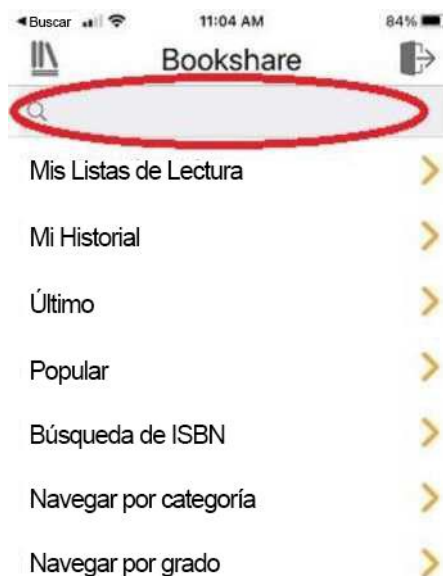 Buscar 11:04 AM 84%
Bookshare
Mis Listas de Lectura
Mi Historial
Último
Popular
Búsqueda de ISBN
Navegar por categoría
Navegar por grado